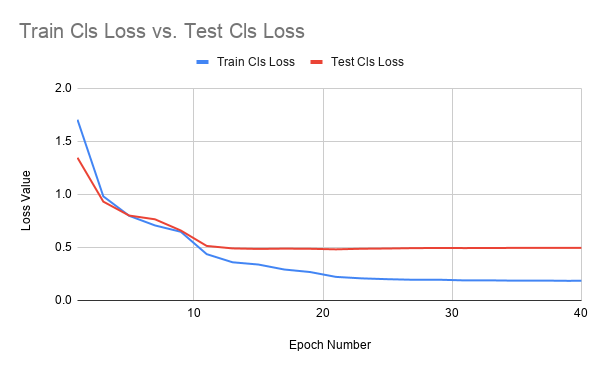 Train Cls Loss vs. Test Cls Loss
Train Cls Loss Test Cls Loss
2.0
1.5
1.0
0.5
0.0
Loss Value
10 20 30 40
Epoch Number